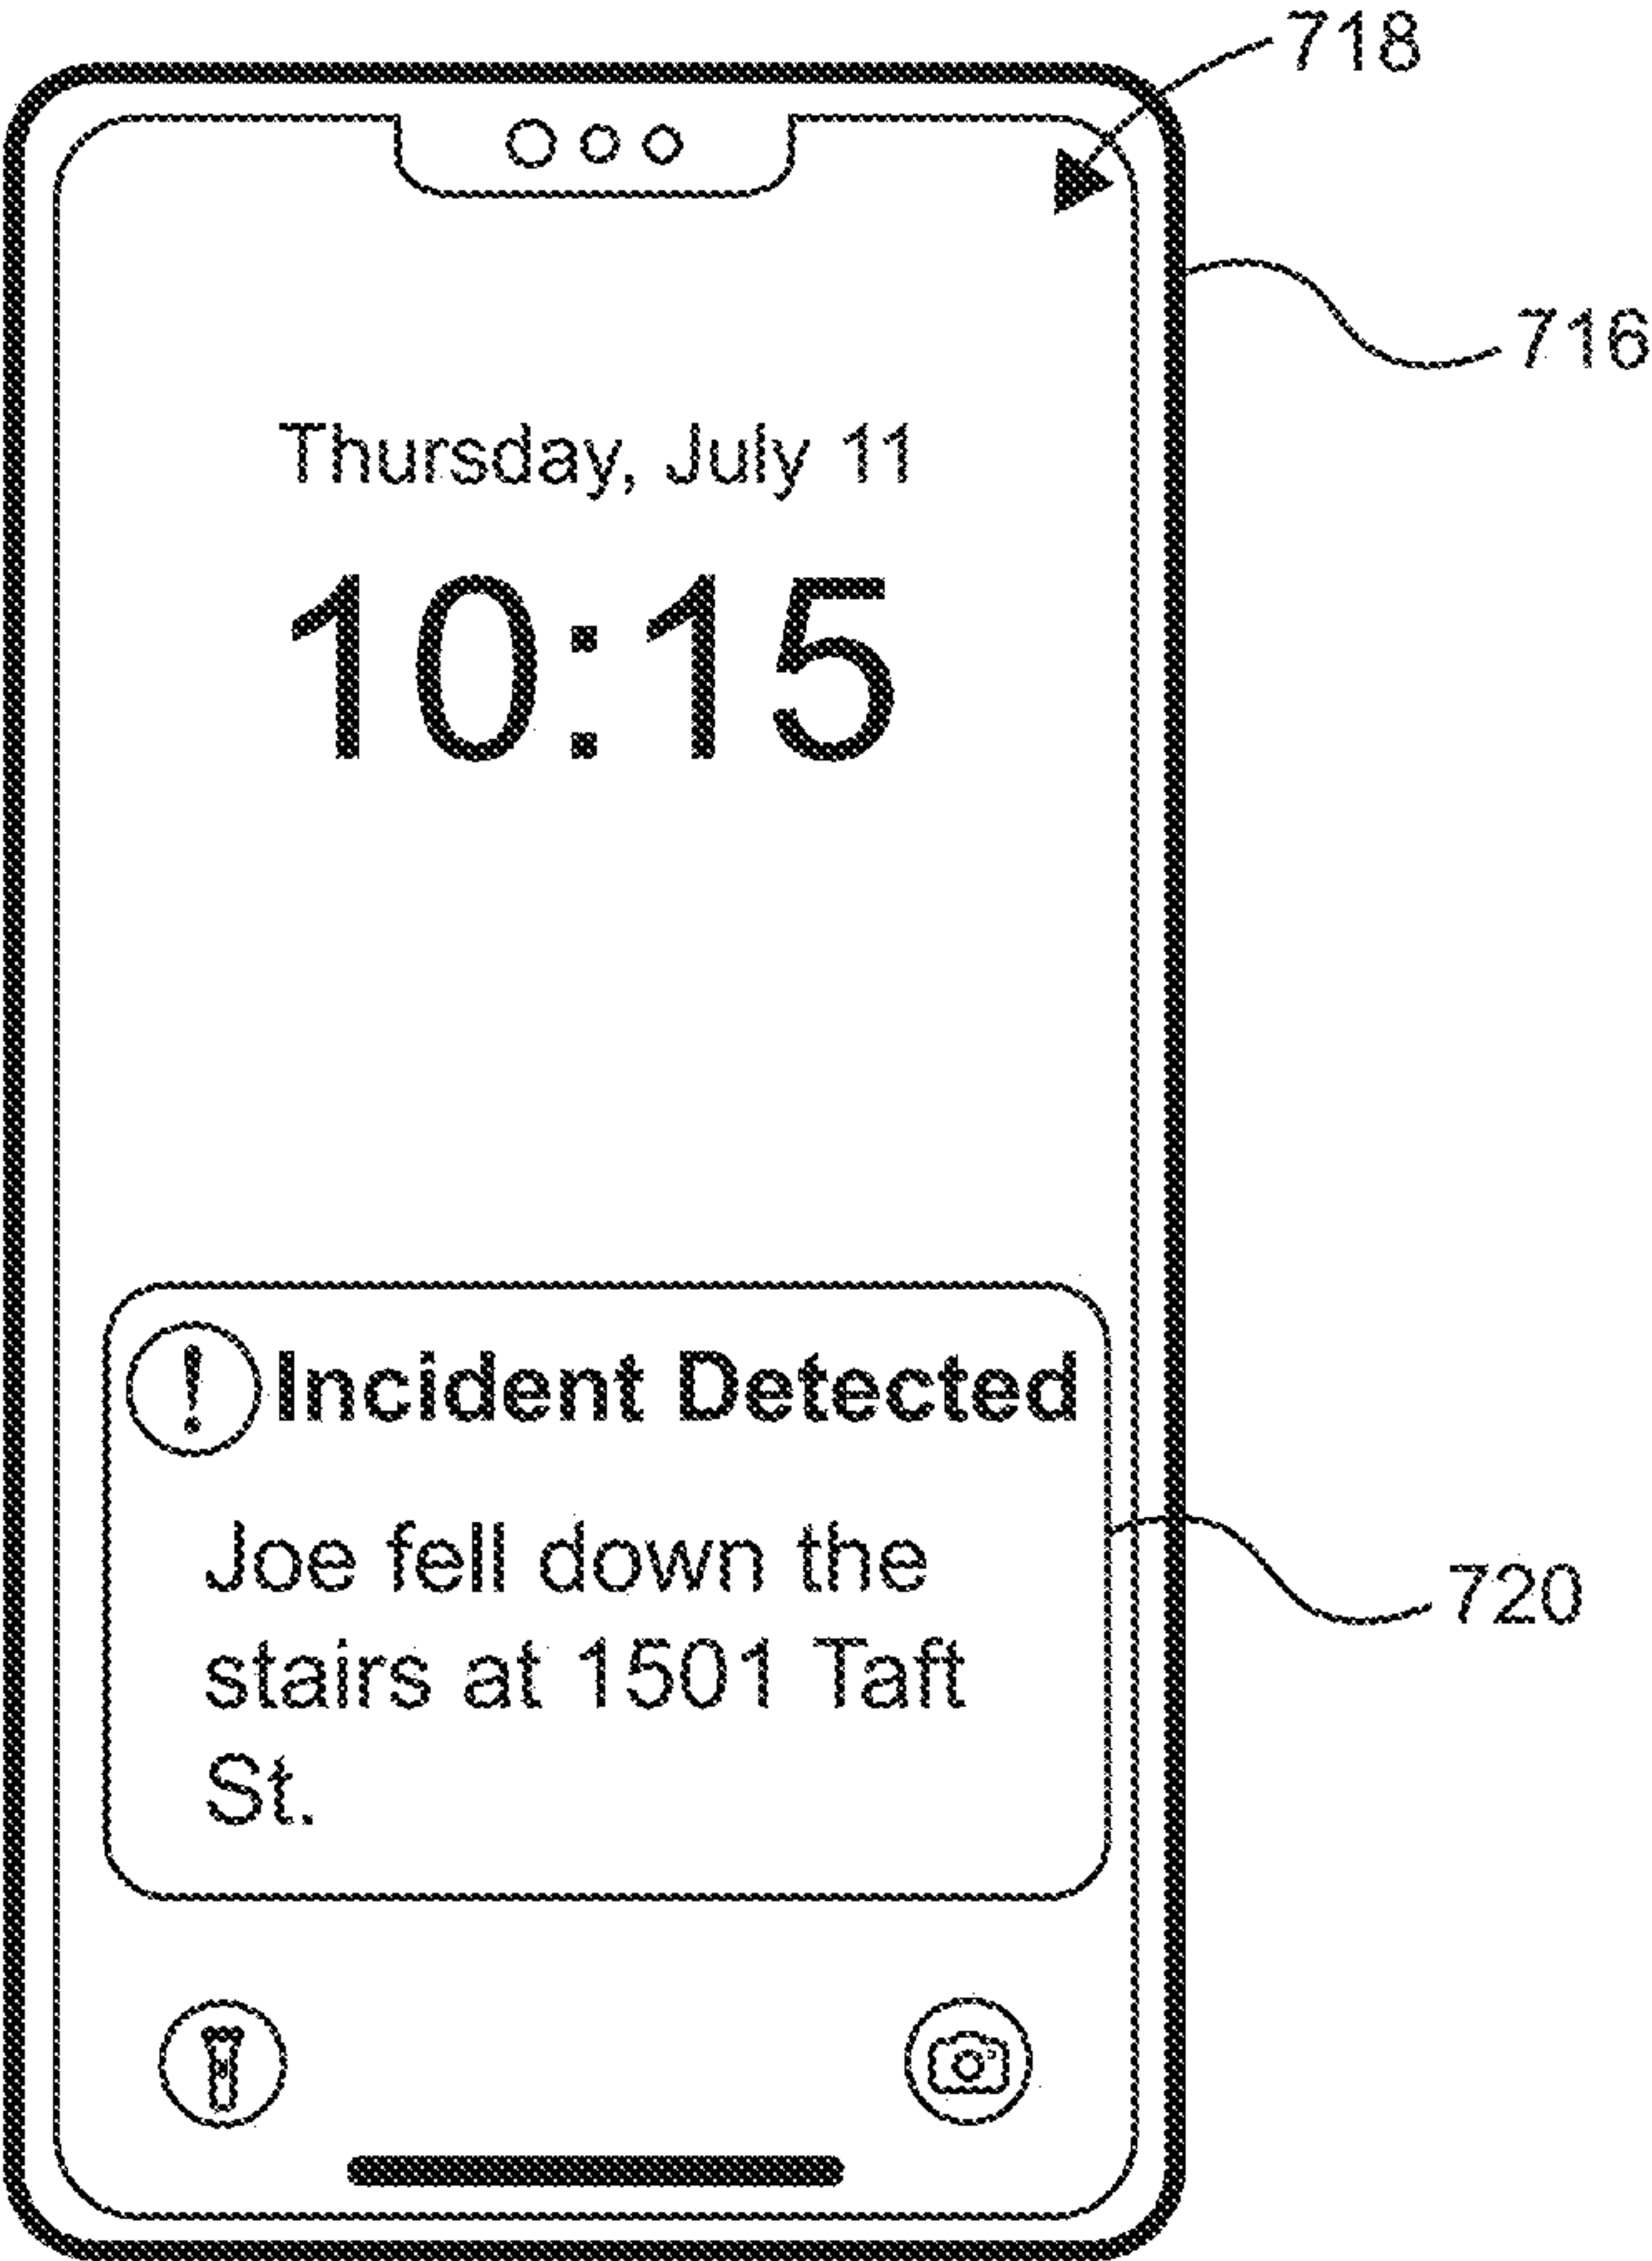 718
716
Thursday, July 11
10:15
! Incident Detected
Joe fell down the
stairs at 1501 Taft
St.
720